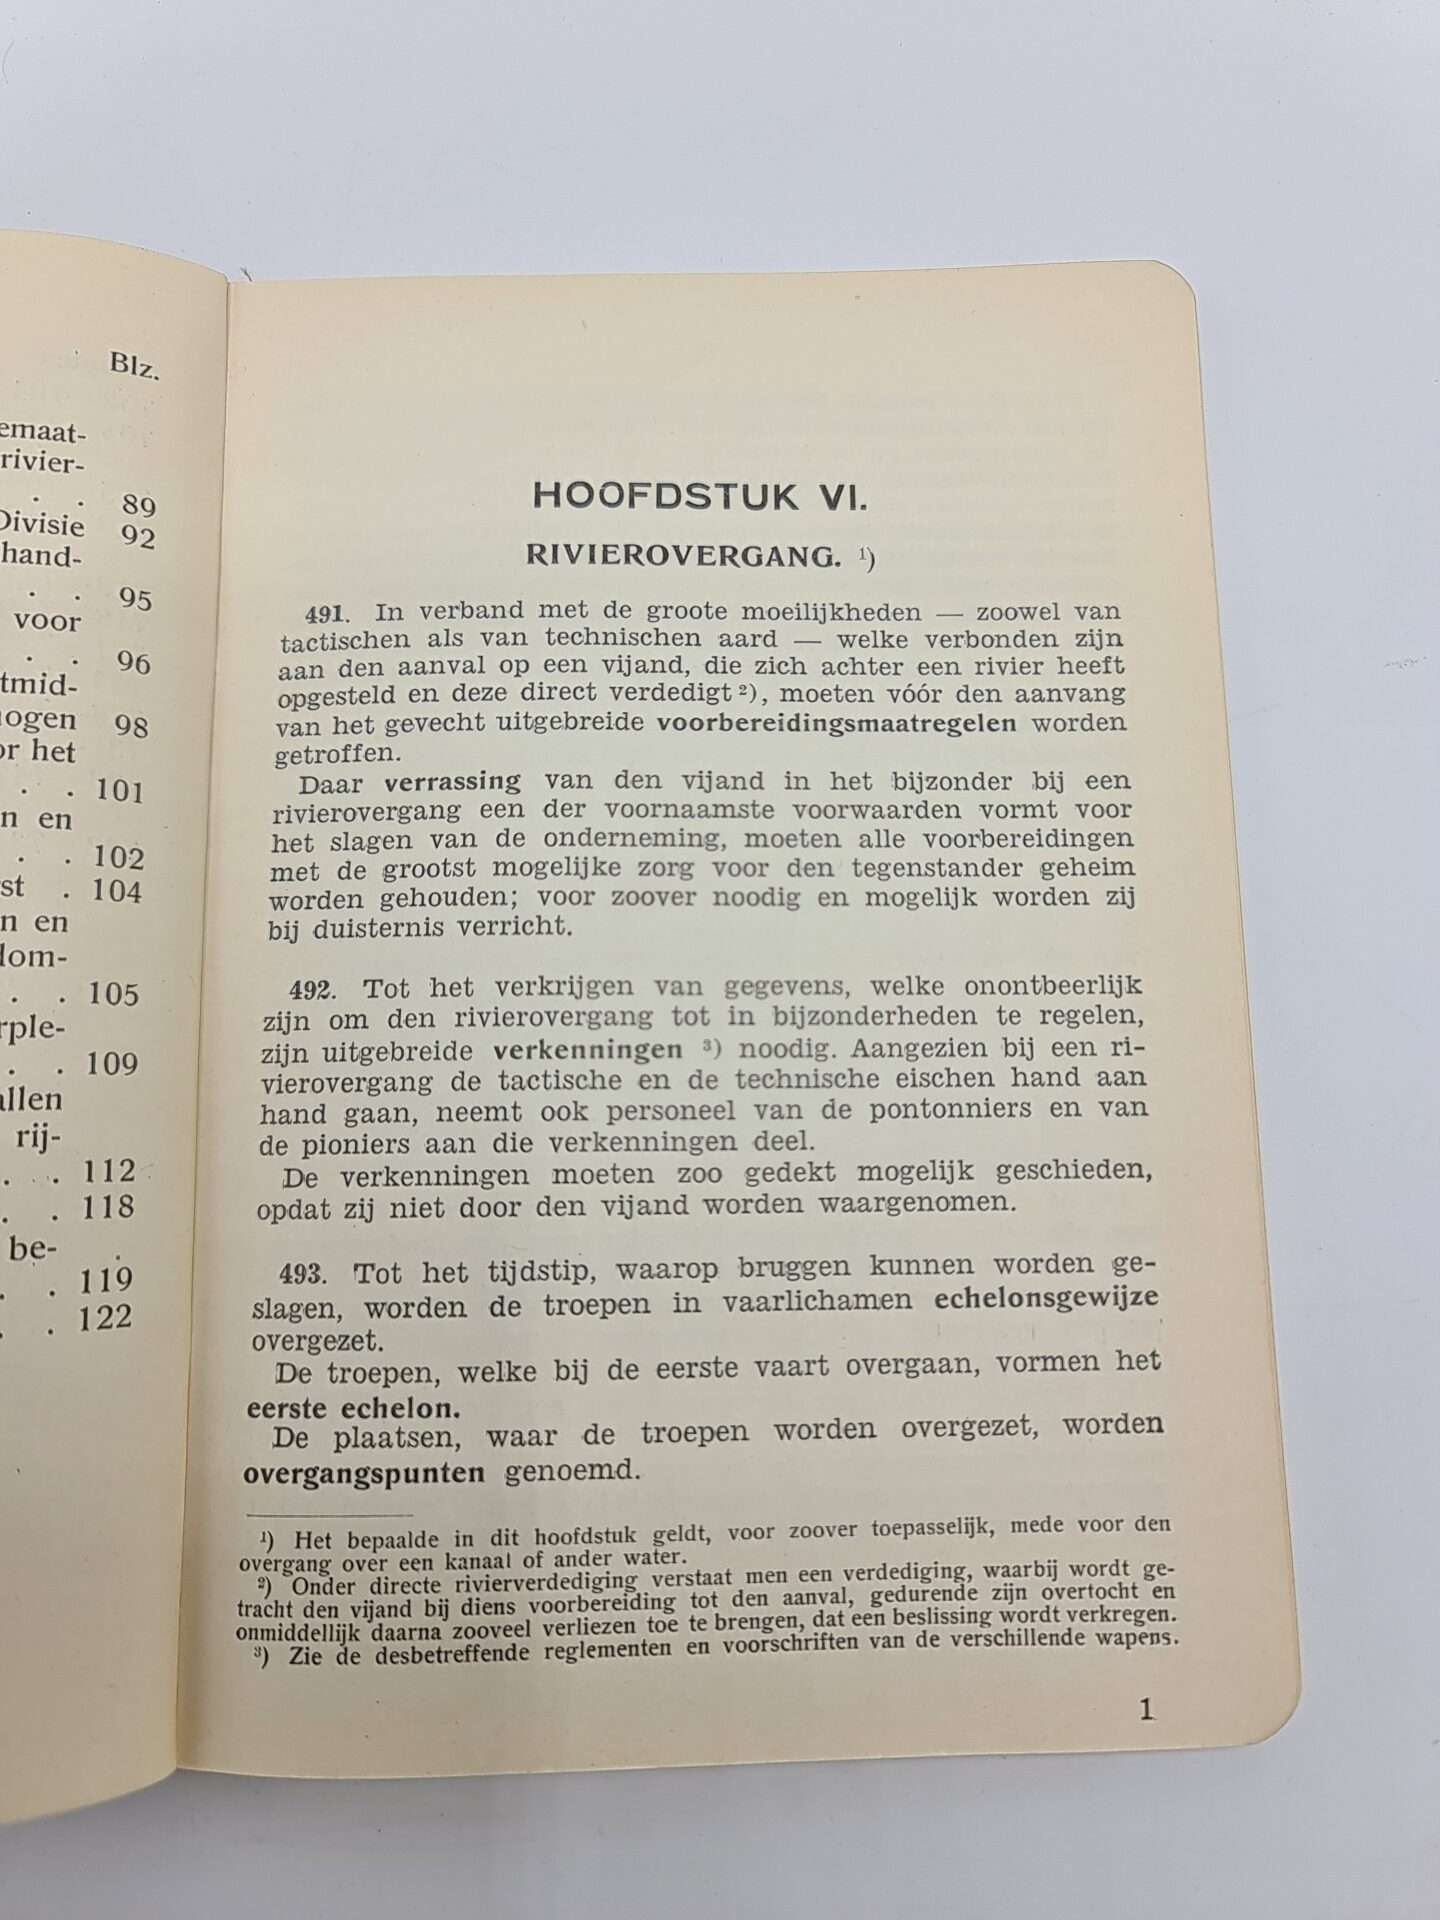 Blz.
emaat-
rivier-
. . 89
Divisie 92
hand-
. . 95
voor
. . 96
tmid-
ogen 98
or het
. . 101
n en
. . 102
rst . 104
n en
dom-
. . 105
rple-
. . 109
allen
rij-
. . . 112
. . 118
be-
. . 119
. . 122
HOOFDSTUK VI.
RIVIEROVERGANG. ¹)
491. In verband met de groote moeilijkheden — zoowel van
tactischen als van technischen aard — welke verbonden zijn
aan den aanval op een vijand, die zich achter een rivier heeft
opgesteld en deze direct verdedigt ²), moeten vóór den aanvang
van het gevecht uitgebreide voorbereidingsmaatregelen worden
getroffen.
Daar verrassing van den vijand in het bijzonder bij een
rivierovergang een der voornaamste voorwaarden vormt voor
het slagen van de onderneming, moeten alle voorbereidingen
met de grootst mogelijke zorg voor den tegenstander geheim
worden gehouden; voor zoover noodig en mogelijk worden zij
bij duisternis verricht.
492. Tot het verkrijgen van gegevens, welke onontbeerlijk
zijn om den rivierovergang tot in bijzonderheden te regelen,
zijn uitgebreide verkenningen ³) noodig. Aangezien bij een ri-
vierovergang de tactische en de technische eischen hand aan
hand gaan, neemt ook personeel van de pontonniers en van
de pioniers aan die verkenningen deel.
De verkenningen moeten zoo gedekt mogelijk geschieden,
opdat zij niet door den vijand worden waargenomen.
493. Tot het tijdstip, waarop bruggen kunnen worden ge-
slagen, worden de troepen in vaarlichamen echelonsgewijze
overgezet.
De troepen, welke bij de eerste vaart overgaan, vormen het
eerste echelon.
De plaatsen, waar de troepen worden overgezet, worden
overgangspunten genoemd.
¹) Het bepaalde in dit hoofdstuk geldt, voor zoover toepasselijk, mede voor den
overgang over een kanaal of ander water.
²) Onder directe rivierverdediging verstaat men een verdediging, waarbij wordt ge-
tracht den vijand bij diens voorbereiding tot den aanval, gedurende zijn overtocht en
onmiddellijk daarna zooveel verliezen toe te brengen, dat een beslissing wordt verkregen.
³) Zie de desbetreffende reglementen en voorschriften van de verschillende wapens.
1